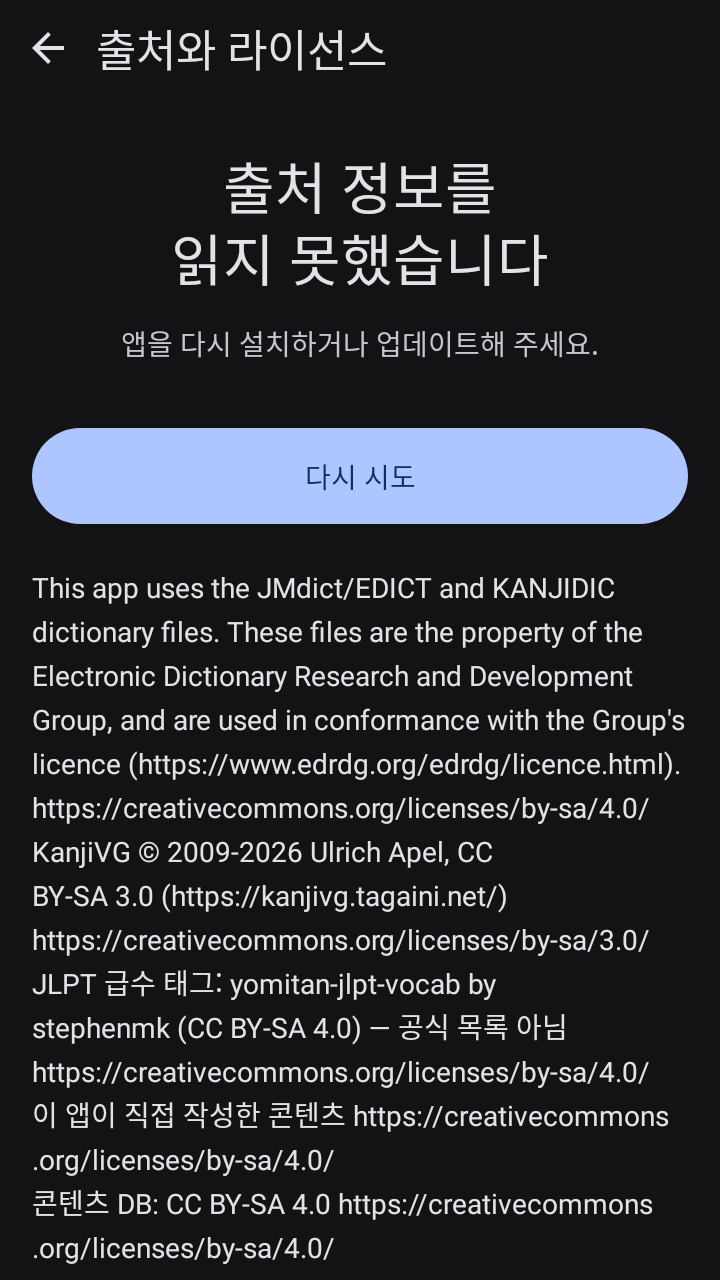 출처와 라이선스
출처 정보를
읽지 못했습니다
앱을 다시 설치하거나 업데이트해 주세요.
다시 시도
This app uses the JMdict/EDICT and KANJIDIC
dictionary files. These files are the property of the
Electronic Dictionary Research and Development
Group, and are used in conformance with the Group's
licence (https://www.edrdg.org/edrdg/licence.html).
https://creativecommons.org/licenses/by-sa/4.0/
KanjiVG © 2009-2026 Ulrich Apel, CC
BY-SA 3.0 (https://kanjivg.tagaini.net/)
https://creativecommons.org/licenses/by-sa/3.0/
JLPT 급수 태그: yomitan-jlpt-vocab by
stephenmk (CC BY-SA 4.0) — 공식 목록 아님
https://creativecommons.org/licenses/by-sa/4.0/
이 앱이 직접 작성한 콘텐츠 https://creativecommons
.org/licenses/by-sa/4.0/
콘텐츠 DB: CC BY-SA 4.0 https://creativecommons
.org/licenses/by-sa/4.0/